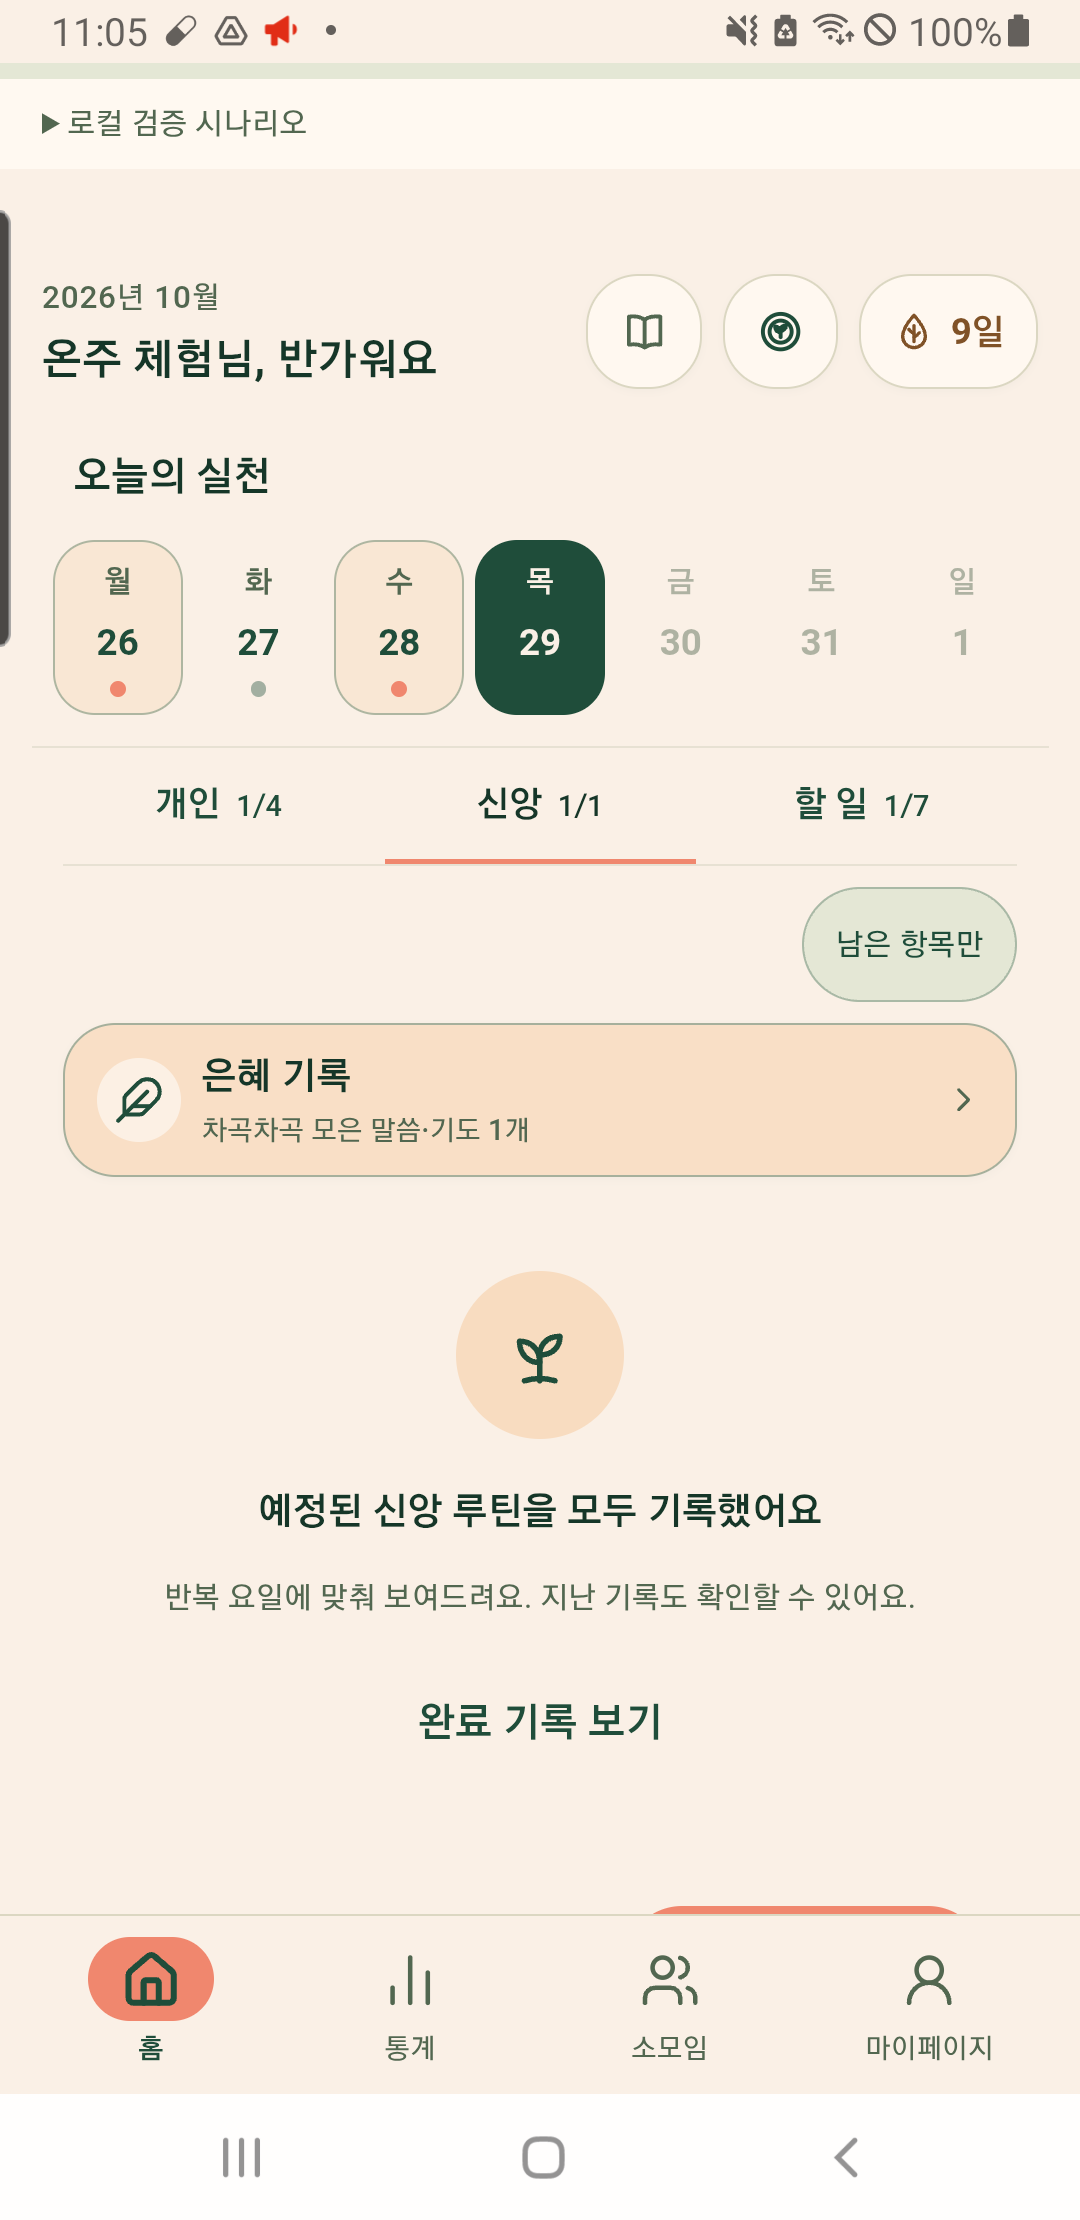 11:05 100%
▶ 로컬 검증 시나리오
2026년 10월
온주 체험님, 반가워요
9일
오늘의 실천
월 화 수 목 금 토 일
26 27 28 29 30 31 1
개인 1/4 신앙 1/1 할 일 1/7
남은 항목만
은혜 기록
차곡차곡 모은 말씀·기도 1개
예정된 신앙 루틴을 모두 기록했어요
반복 요일에 맞춰 보여드려요. 지난 기록도 확인할 수 있어요.
완료 기록 보기
홈 통계 소모임 마이페이지